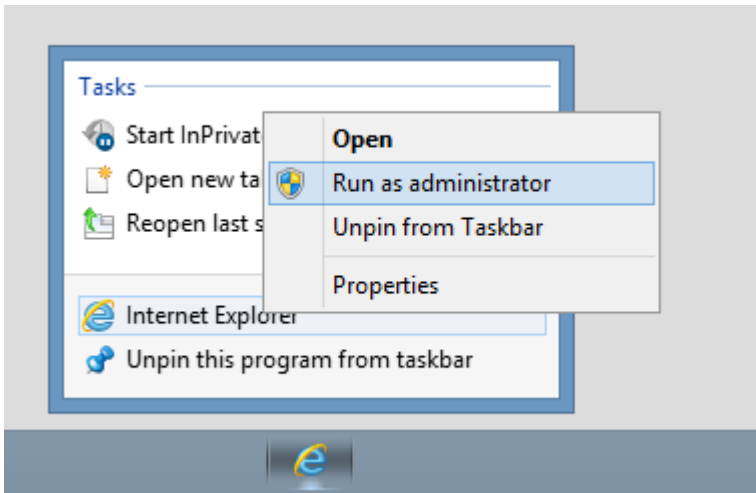 Tasks
Start InPrivat
Open new ta
Reopen last s
Open
Run as administrator
Unpin from Taskbar
Properties
Internet Explorer
Unpin this program from taskbar